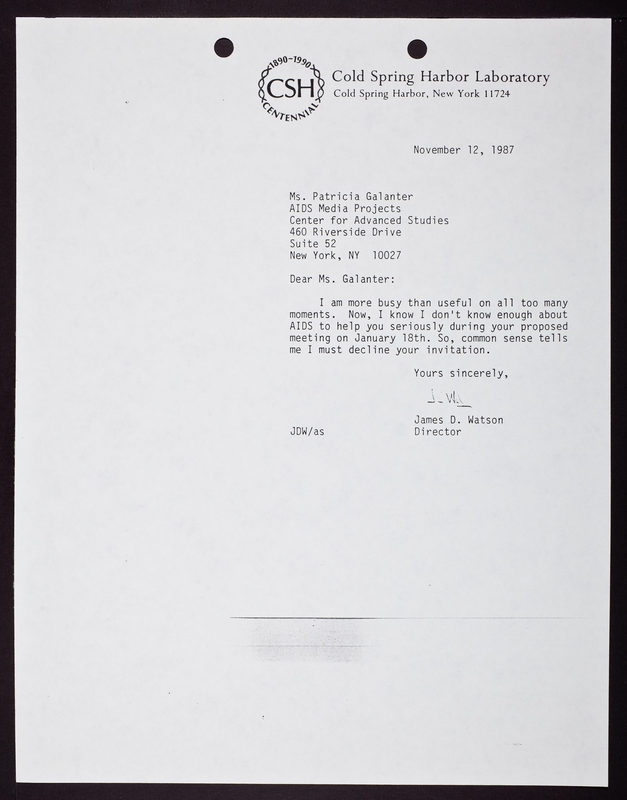 1890-1990
CSH
CENTENNIAL
Cold Spring Harbor Laboratory
Cold Spring Harbor, New York 11724
November 12, 1987
Ms. Patricia Galanter
AIDS Media Projects
Center for Advanced Studies
460 Riverside Drive
Suite 52
New York, NY  10027
Dear Ms. Galanter:
I am more busy than useful on all too many
moments.  Now, I know I don't know enough about
AIDS to help you seriously during your proposed
meeting on January 18th. So, common sense tells
me I must decline your invitation.
Yours sincerely,
James D. Watson
JDW/as Director